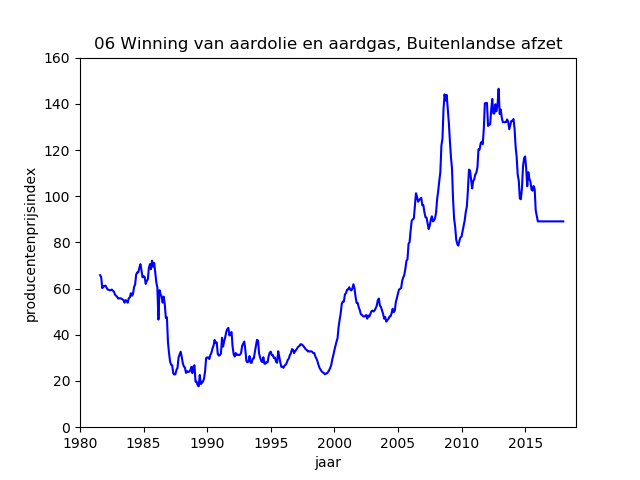 06 Winning van aardolie en aardgas, Buitenlandse afzet
160
140
120
100
80
60
40
20
0
producentenprijsindex
1980 1985 1990 1995 2000 2005 2010 2015
jaar